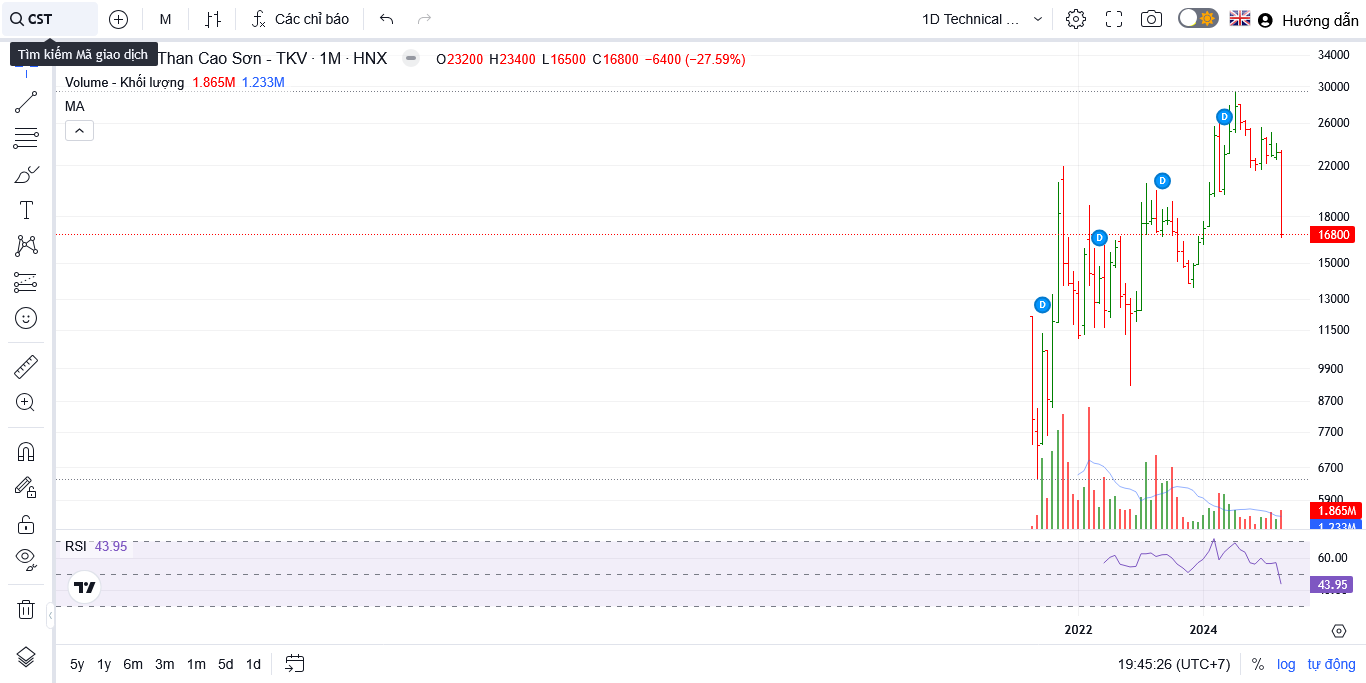 CST
M
Các chỉ báo
1D Technical ...
Hướng dẫn
Tìm kiếm Mã giao dịch
Than Cao Sơn - TKV · 1M · HNX
O23200 H23400 L16500 C16800 −6400 (−27.59%)
Volume - Khối lượng 1.865M 1.233M
MA
D
D
D
D
34000
30000
26000
22000
18000
16800
15000
13000
11500
9900
8700
7700
6700
5900
1.865M
1.233M
RSI 43.95
60.00
43.95
2022
2024
5y 1y 6m 3m 1m 5d 1d
19:45:26 (UTC+7)
% log tự động